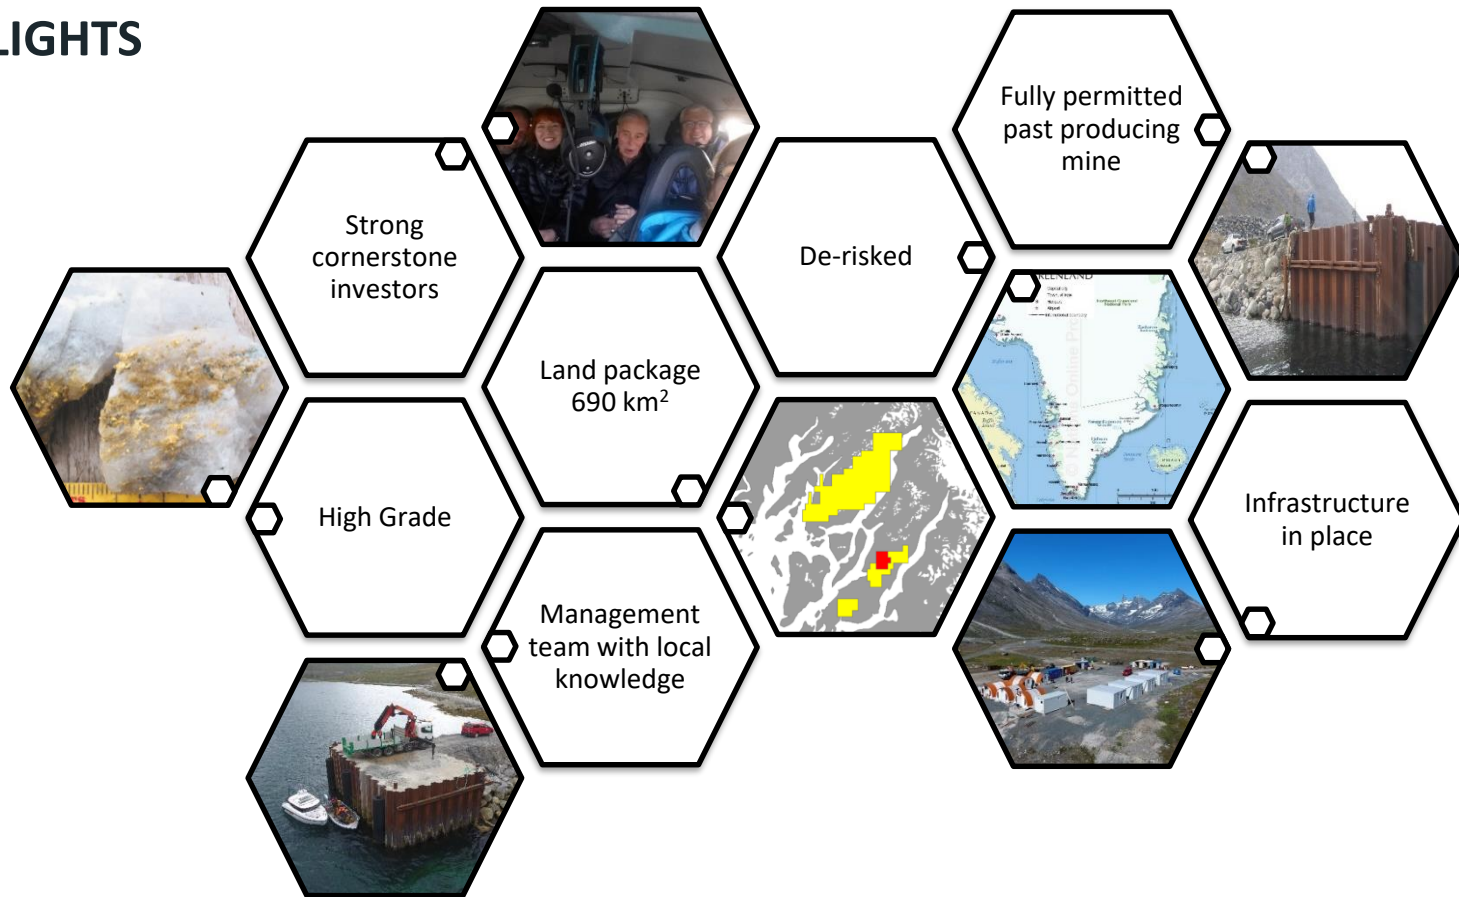 LIGHTS
Fully permitted
past producing
mine
Strong
cornerstone
investors
De-risked
Land package
690 km²
High Grade
Infrastructure
in place
Management
team with local
knowledge